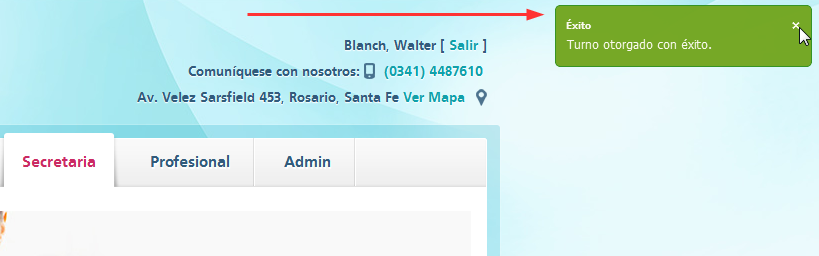 Éxito ×
Turno otorgado con éxito.
Blanch, Walter [ Salir ]
Comuníquese con nosotros: (0341) 4487610
Av. Velez Sarsfield 453, Rosario, Santa Fe Ver Mapa
Secretaria Profesional Admin